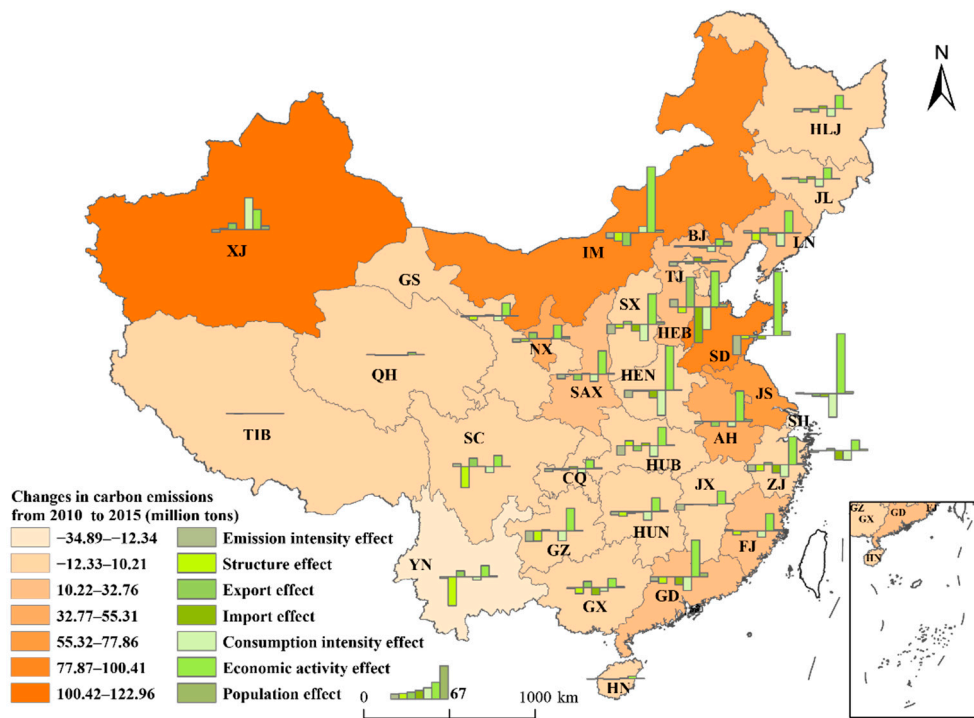 N
HLJ
JL
XJ
IM
BJ
LN
GS
TJ
SX
HEB
NX
SD
QH
HEN
SAX
JS
TIB
SH
AH
SC
HUB
CQ
ZJ
JX
HUN
GZ
FJ
YN
GX
GD
HN
Changes in carbon emissions
from 2010 to 2015 (million tons)
−34.89–−12.34
−12.33–10.21
10.22–32.76
32.77–55.31
55.32–77.86
77.87–100.41
100.42–122.96
Emission intensity effect
Structure effect
Export effect
Import effect
Consumption intensity effect
Economic activity effect
Population effect
67
0 1000 km
GZ
GX
GD
FJ
HN